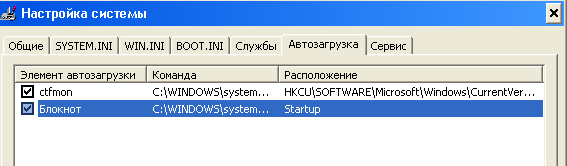 Настройка системы
Общие SYSTEM.INI WIN.INI BOOT.INI Службы Автозагрузка Сервис
Элемент автозагрузки Команда Расположение
ctfmon C:\WINDOWS\system... HKCU\SOFTWARE\Microsoft\Windows\CurrentVer...
Блокнот C:\WINDOWS\system... Startup